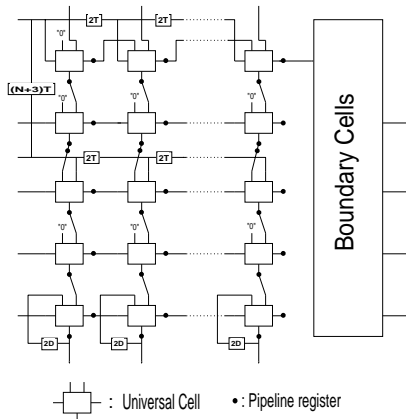 2T 2T
"0" "0" "0"
[(N+3)T
"0" "0" "0"
2T 2T
"0" "0" "0"
2D 2D 2D
Boundary Cells
: Universal Cell
: Pipeline register